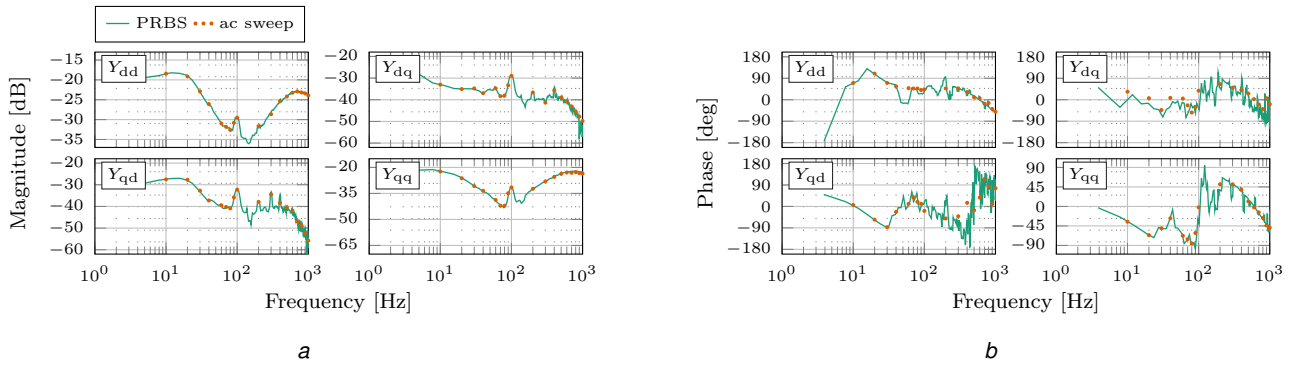 PRBS ac sweep
Magnitude [dB]
−15
−20
−25
−30
−35
Y_dd
−20
−30
−40
−50
−60
Y_dq
−20
−30
−40
−50
−60
Y_qd
−20
−35
−50
−65
Y_qq
10^0 10^1 10^2 10^3
10^0 10^1 10^2 10^3
Frequency [Hz]
a
Phase [deg]
180
90
0
−90
−180
Y_dd
180
90
0
−90
−180
Y_dq
180
90
0
−90
−180
Y_qd
90
45
0
−45
−90
Y_qq
10^0 10^1 10^2 10^3
10^0 10^1 10^2 10^3
Frequency [Hz]
b